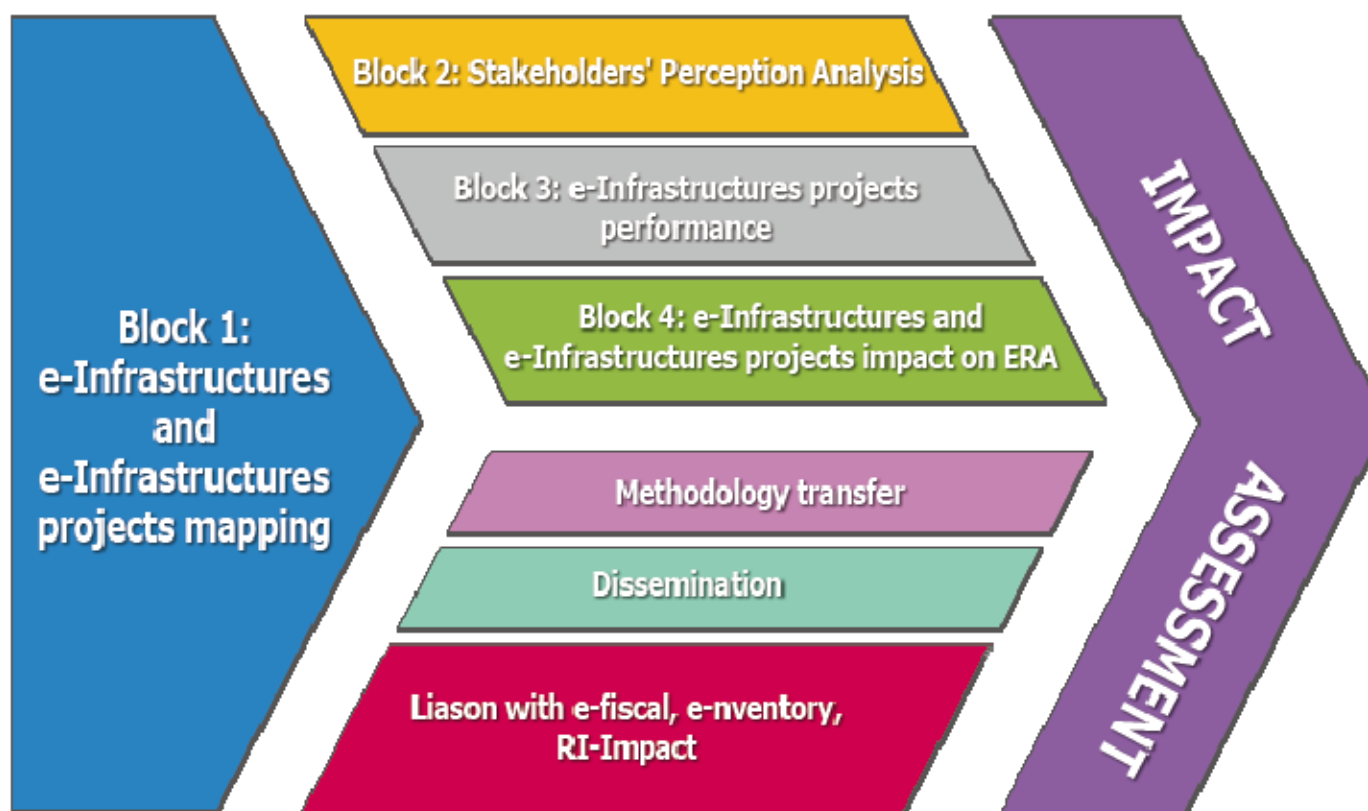 Block 1:
e-Infrastructures
and
e-Infrastructures
projects mapping
Block 2: Stakeholders' Perception Analysis
Block 3: e-Infrastructures projects
performance
Block 4: e-Infrastructures and
e-Infrastructures projects impact on ERA
Methodology transfer
Dissemination
Liason with e-fiscal, e-nventory,
RI-Impact
IMPACT
ASSESSMENT